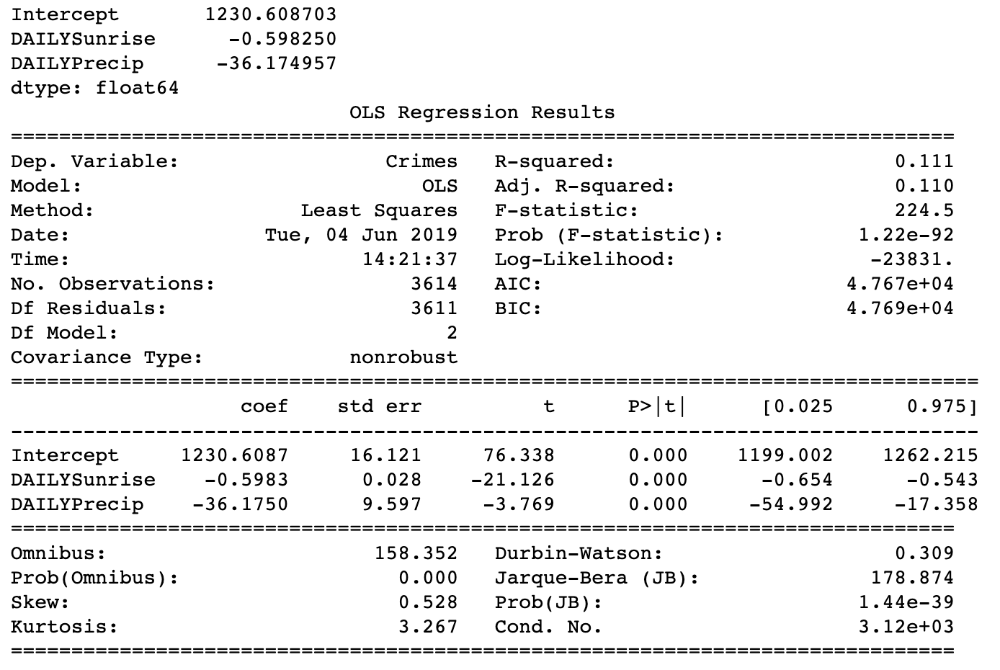 Intercept       1230.608703
DAILYSunrise      -0.598250
DAILYPrecip      -36.174957
dtype: float64
                            OLS Regression Results
==============================================================================
Dep. Variable:                 Crimes   R-squared:                       0.111
Model:                            OLS   Adj. R-squared:                  0.110
Method:                 Least Squares   F-statistic:                     224.5
Date:                Tue, 04 Jun 2019   Prob (F-statistic):           1.22e-92
Time:                        14:21:37   Log-Likelihood:                -23831.
No. Observations:                3614   AIC:                         4.767e+04
Df Residuals:                    3611   BIC:                         4.769e+04
Df Model:                           2
Covariance Type:            nonrobust
================================================================================
                   coef    std err          t      P>|t|      [0.025      0.975]
--------------------------------------------------------------------------------
Intercept     1230.6087     16.121     76.338      0.000    1199.002    1262.215
DAILYSunrise    -0.5983      0.028    -21.126      0.000      -0.654      -0.543
DAILYPrecip   -36.1750      9.597     -3.769      0.000     -54.992     -17.358
==============================================================================
Omnibus:                      158.352   Durbin-Watson:                   0.309
Prob(Omnibus):                  0.000   Jarque-Bera (JB):              178.874
Skew:                           0.528   Prob(JB):                     1.44e-39
Kurtosis:                       3.267   Cond. No.                     3.12e+03
==============================================================================